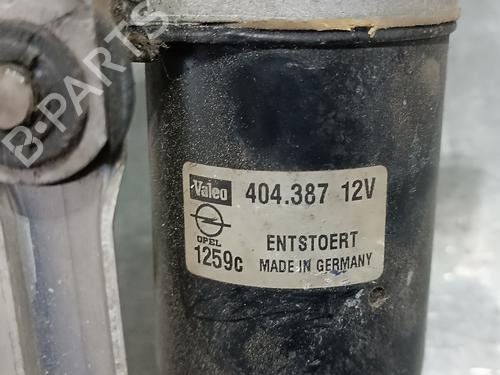 B-PARTS
Valeo 404.387 12V
OPEL ENTSTOERT
1259c MADE IN GERMANY